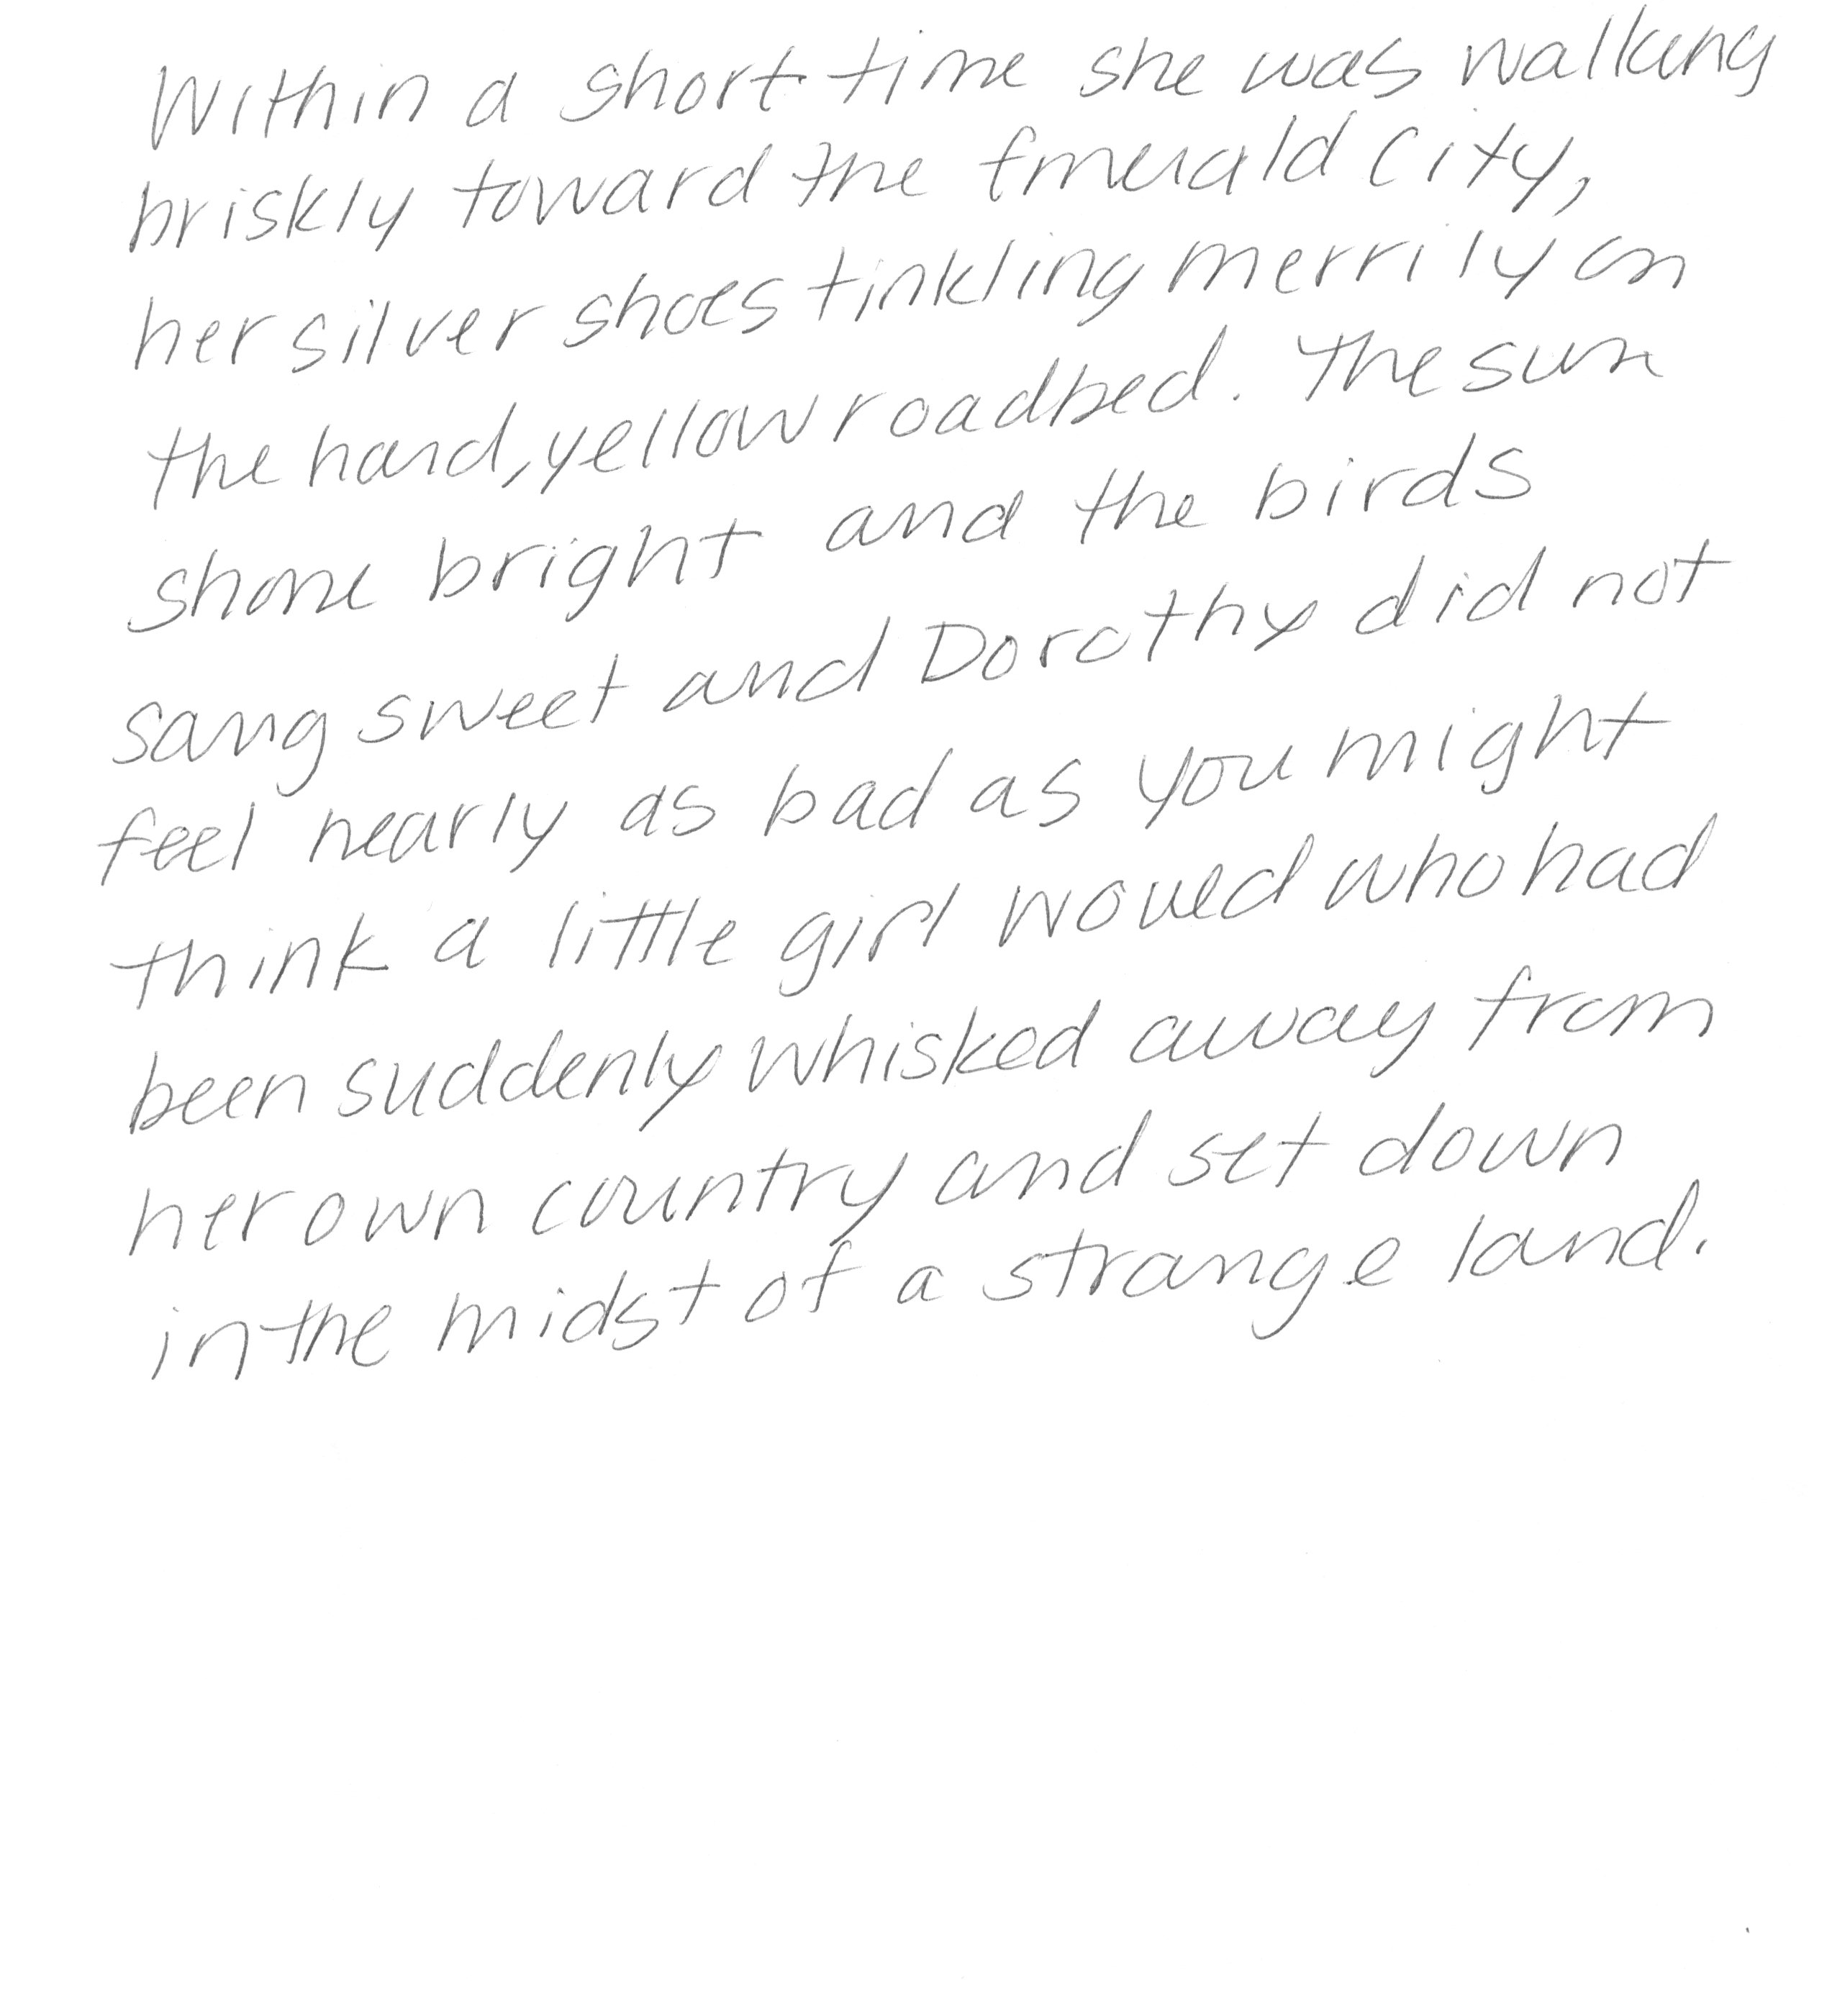 Within a short time she was walking
briskly toward the Emerald City,
her silver shoes tinkling merrily on
the hard, yellow roadbed. The sun
shone bright and the birds
sang sweet and Dorothy did not
feel nearly as bad as you might
think a little girl would who had
been suddenly whisked away from
her own country and set down
in the midst of a strange land.